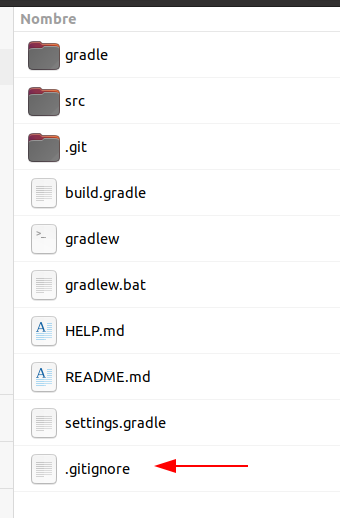 Nombre
gradle
src
.git
build.gradle
gradlew
gradlew.bat
HELP.md
README.md
settings.gradle
.gitignore